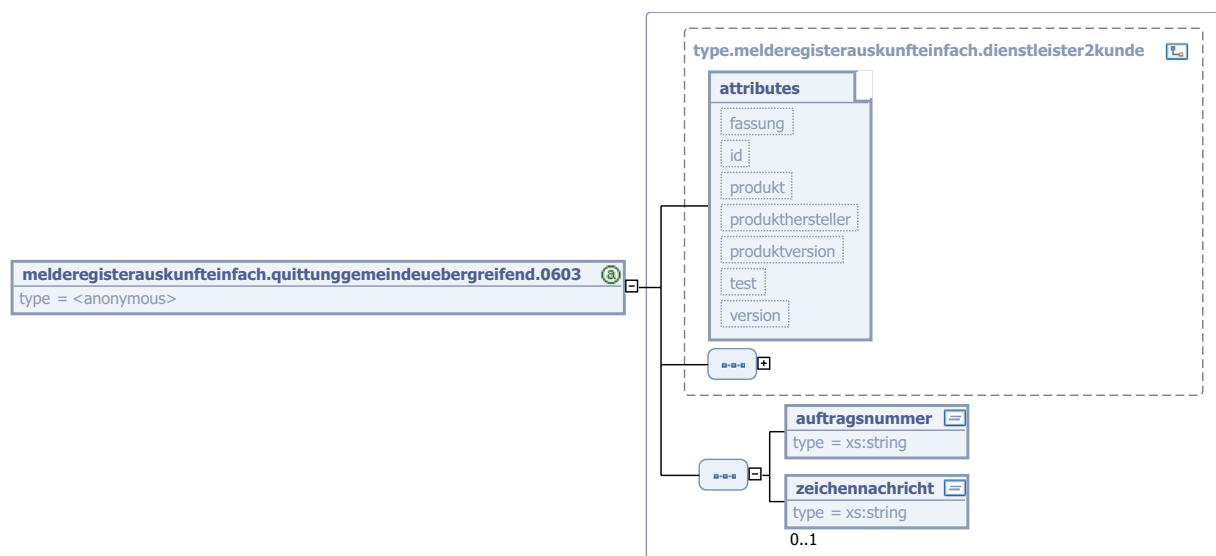 type.melderegisterauskunfteinfach.dienstleister2kunde
attributes
fassung
id
produkt
produkthersteller
produktversion
test
version
melderegisterauskunfteinfach.quittunggemeindeuebergreifend.0603
type = <anonymous>
auftragsnummer
type = xs:string
zeichennachricht
type = xs:string
0..1